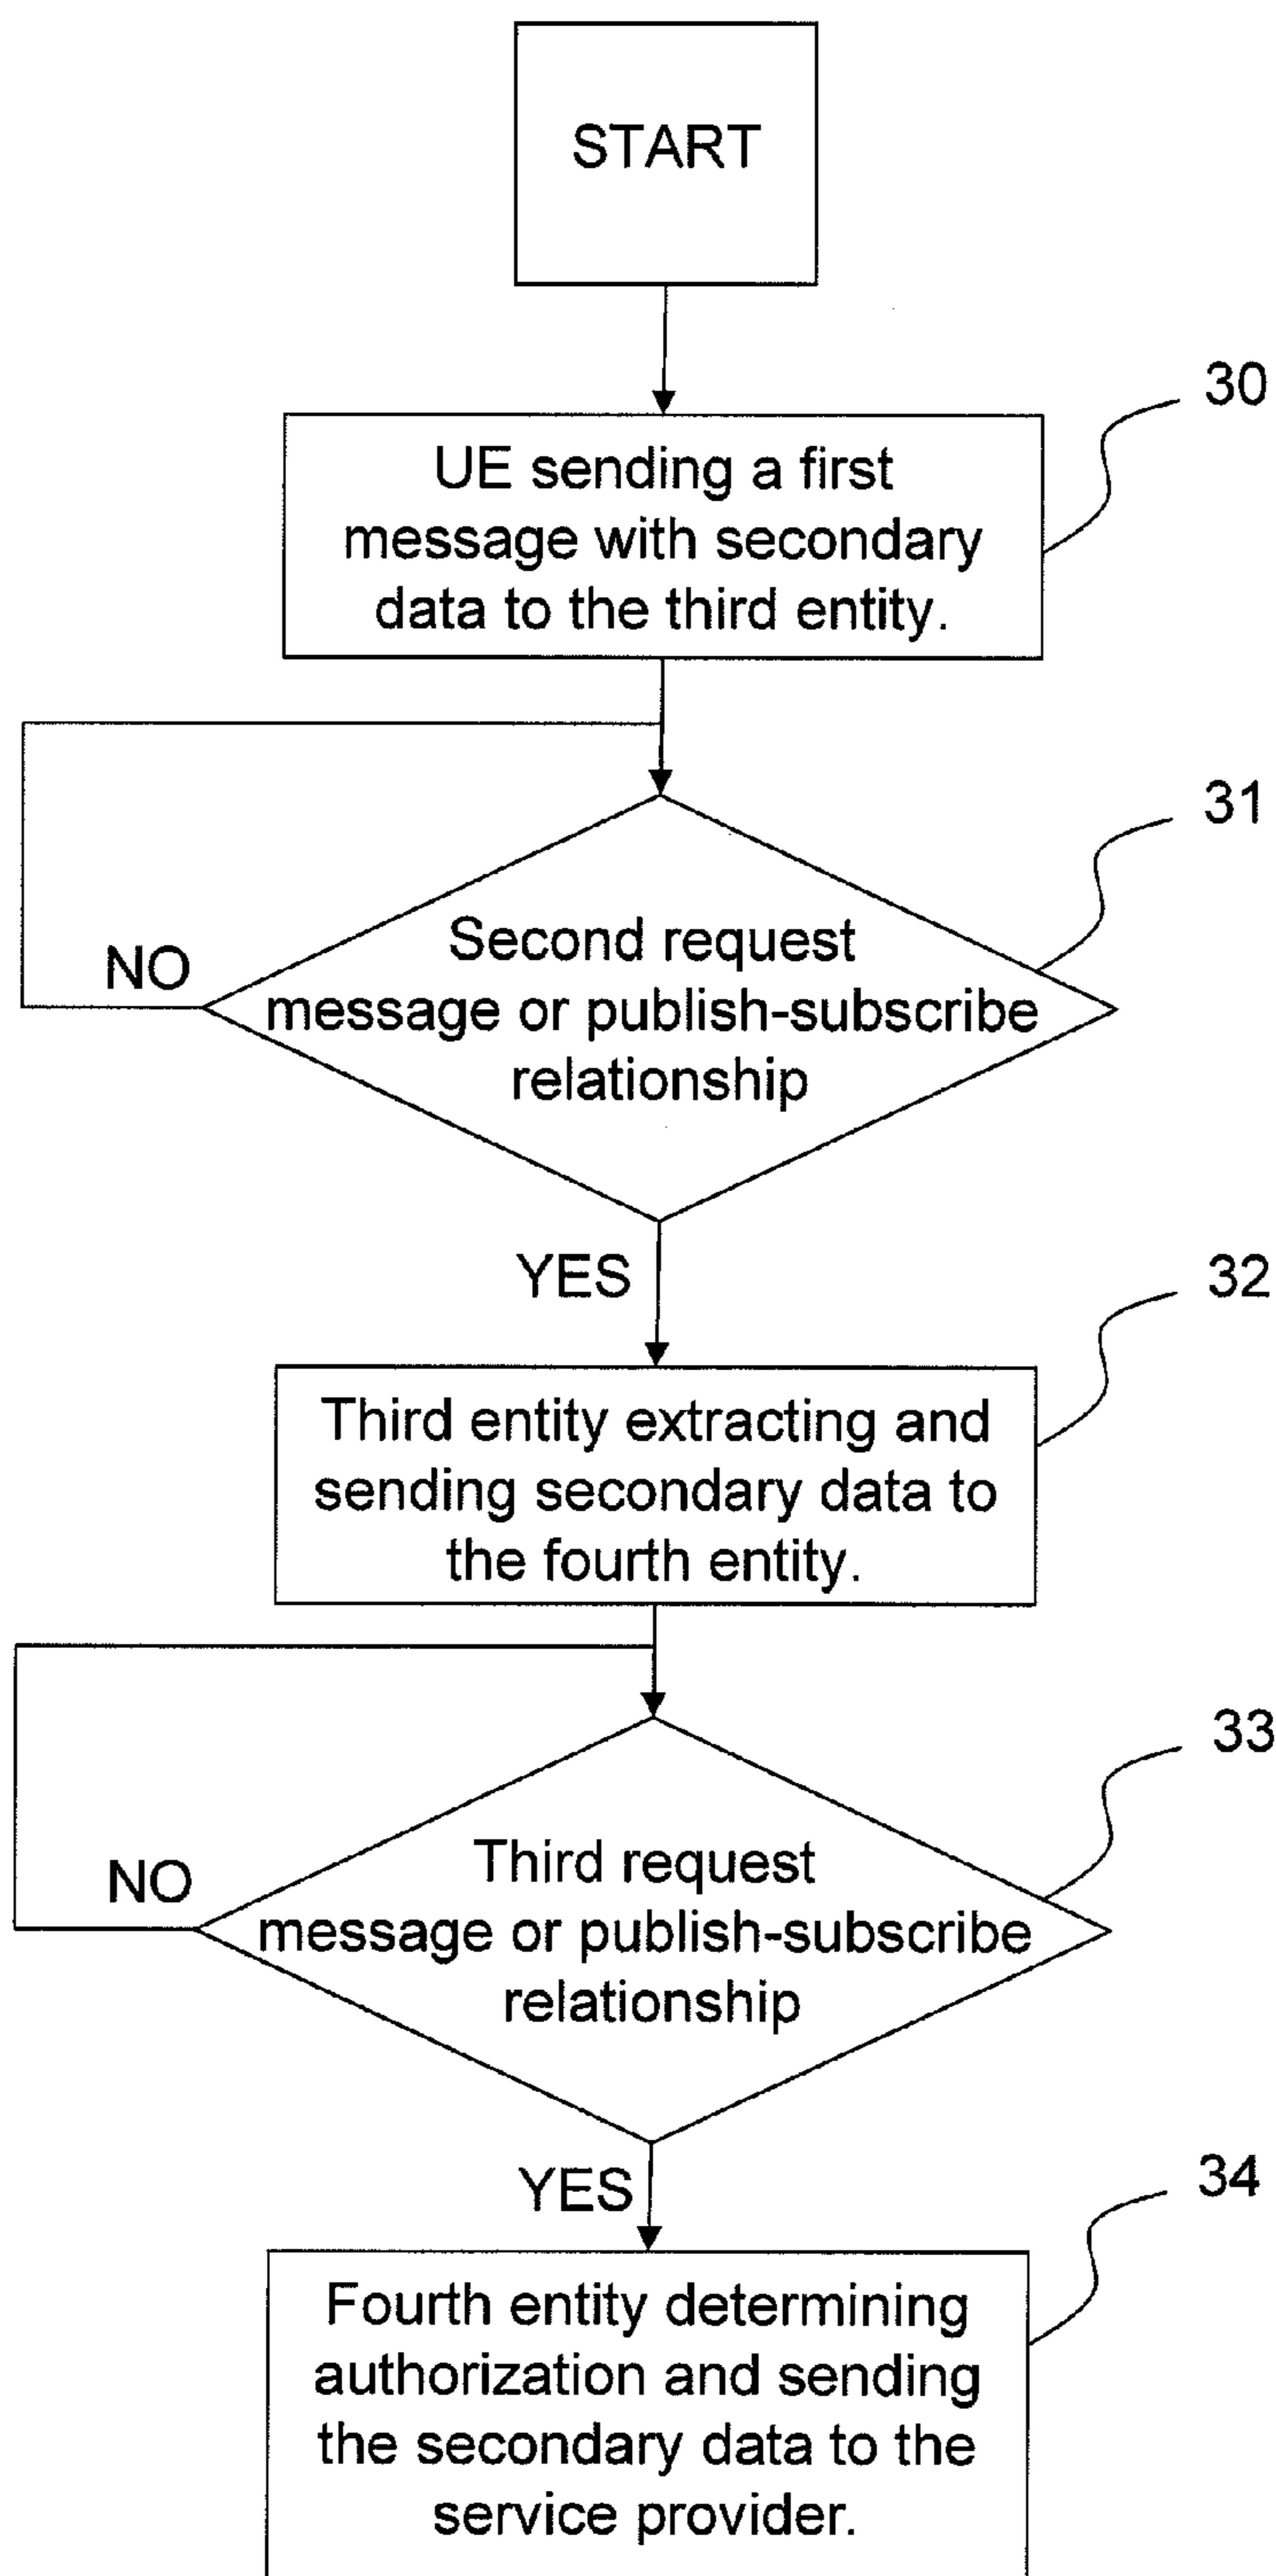 START
30
UE sending a first
message with secondary
data to the third entity.
31
Second request
message or publish-subscribe
relationship
NO
YES
32
Third entity extracting and
sending secondary data to
the fourth entity.
33
Third request
message or publish-subscribe
relationship
NO
YES
34
Fourth entity determining
authorization and sending
the secondary data to the
service provider.